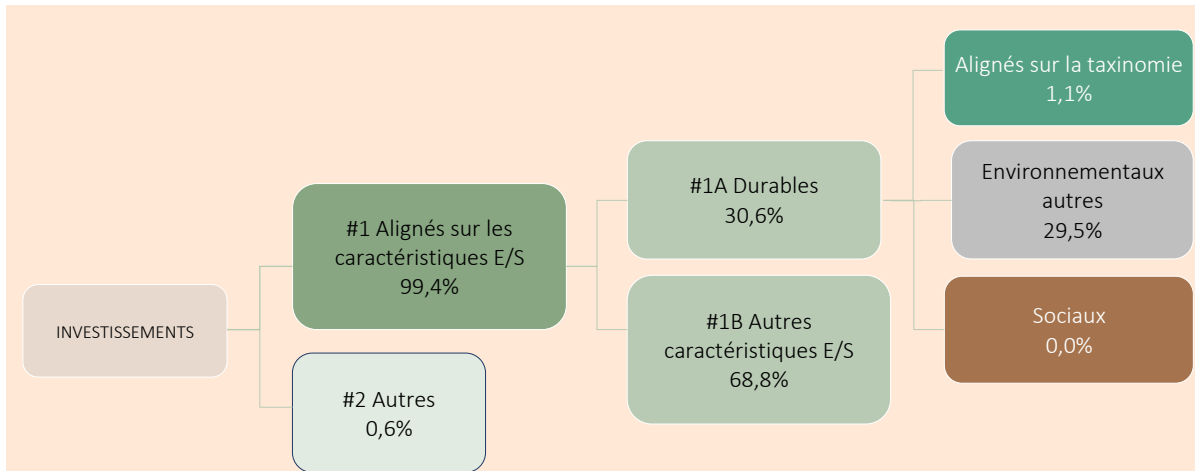 INVESTISSEMENTS
#1 Alignés sur les
caractéristiques E/S
99,4%
#2 Autres
0,6%
#1A Durables
30,6%
#1B Autres
caractéristiques E/S
68,8%
Alignés sur la taxinomie
1,1%
Environnementaux
autres
29,5%
Sociaux
0,0%